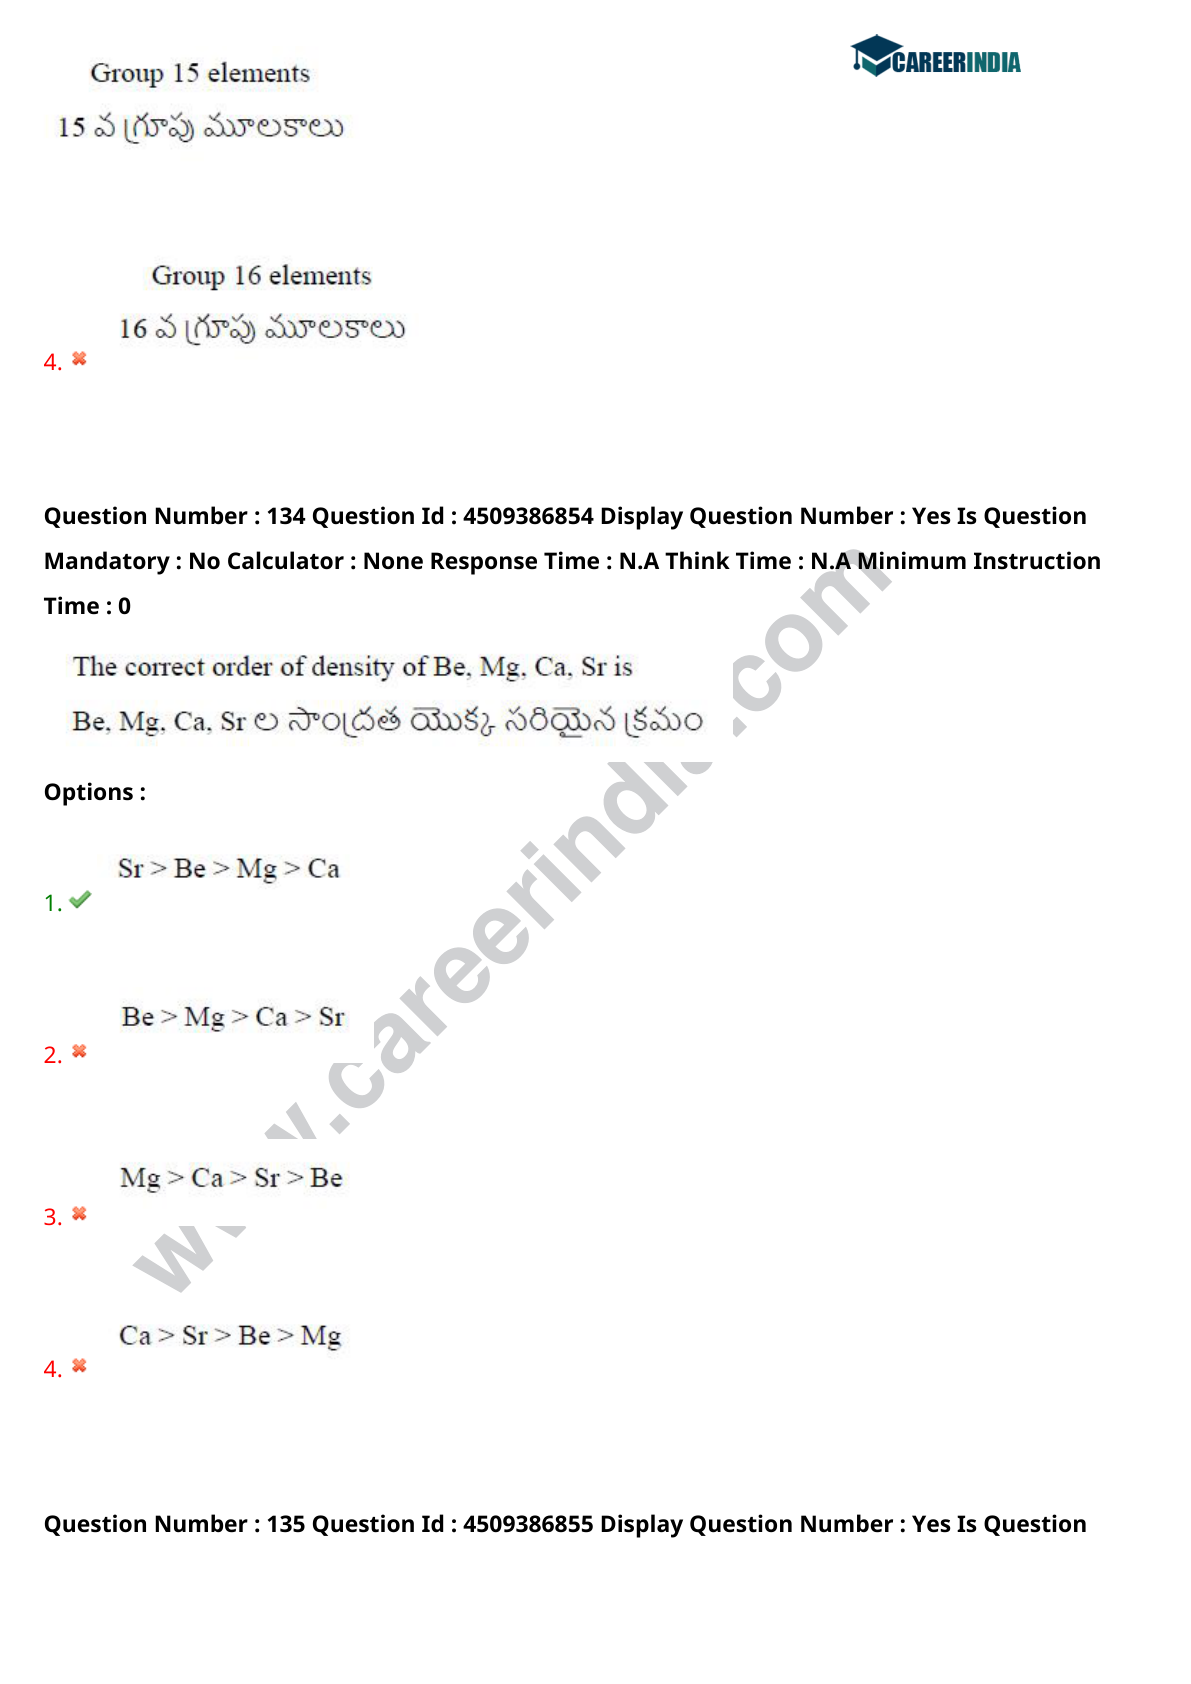 CAREERINDIA
Group 15 elements
15 వ గ్రూపు మూలకాలు
Group 16 elements
16 వ గ్రూపు మూలకాలు
4.
Question Number : 134 Question Id : 4509386854 Display Question Number : Yes Is Question
Mandatory : No Calculator : None Response Time : N.A Think Time : N.A Minimum Instruction
Time : 0
The correct order of density of Be, Mg, Ca, Sr is
Be, Mg, Ca, Sr ల సాంద్రత యొక్క సరియైన క్రమం
Options :
Sr > Be > Mg > Ca
1.
Be > Mg > Ca > Sr
2.
Mg > Ca > Sr > Be
3.
Ca > Sr > Be > Mg
4.
Question Number : 135 Question Id : 4509386855 Display Question Number : Yes Is Question
www.careerindia.com